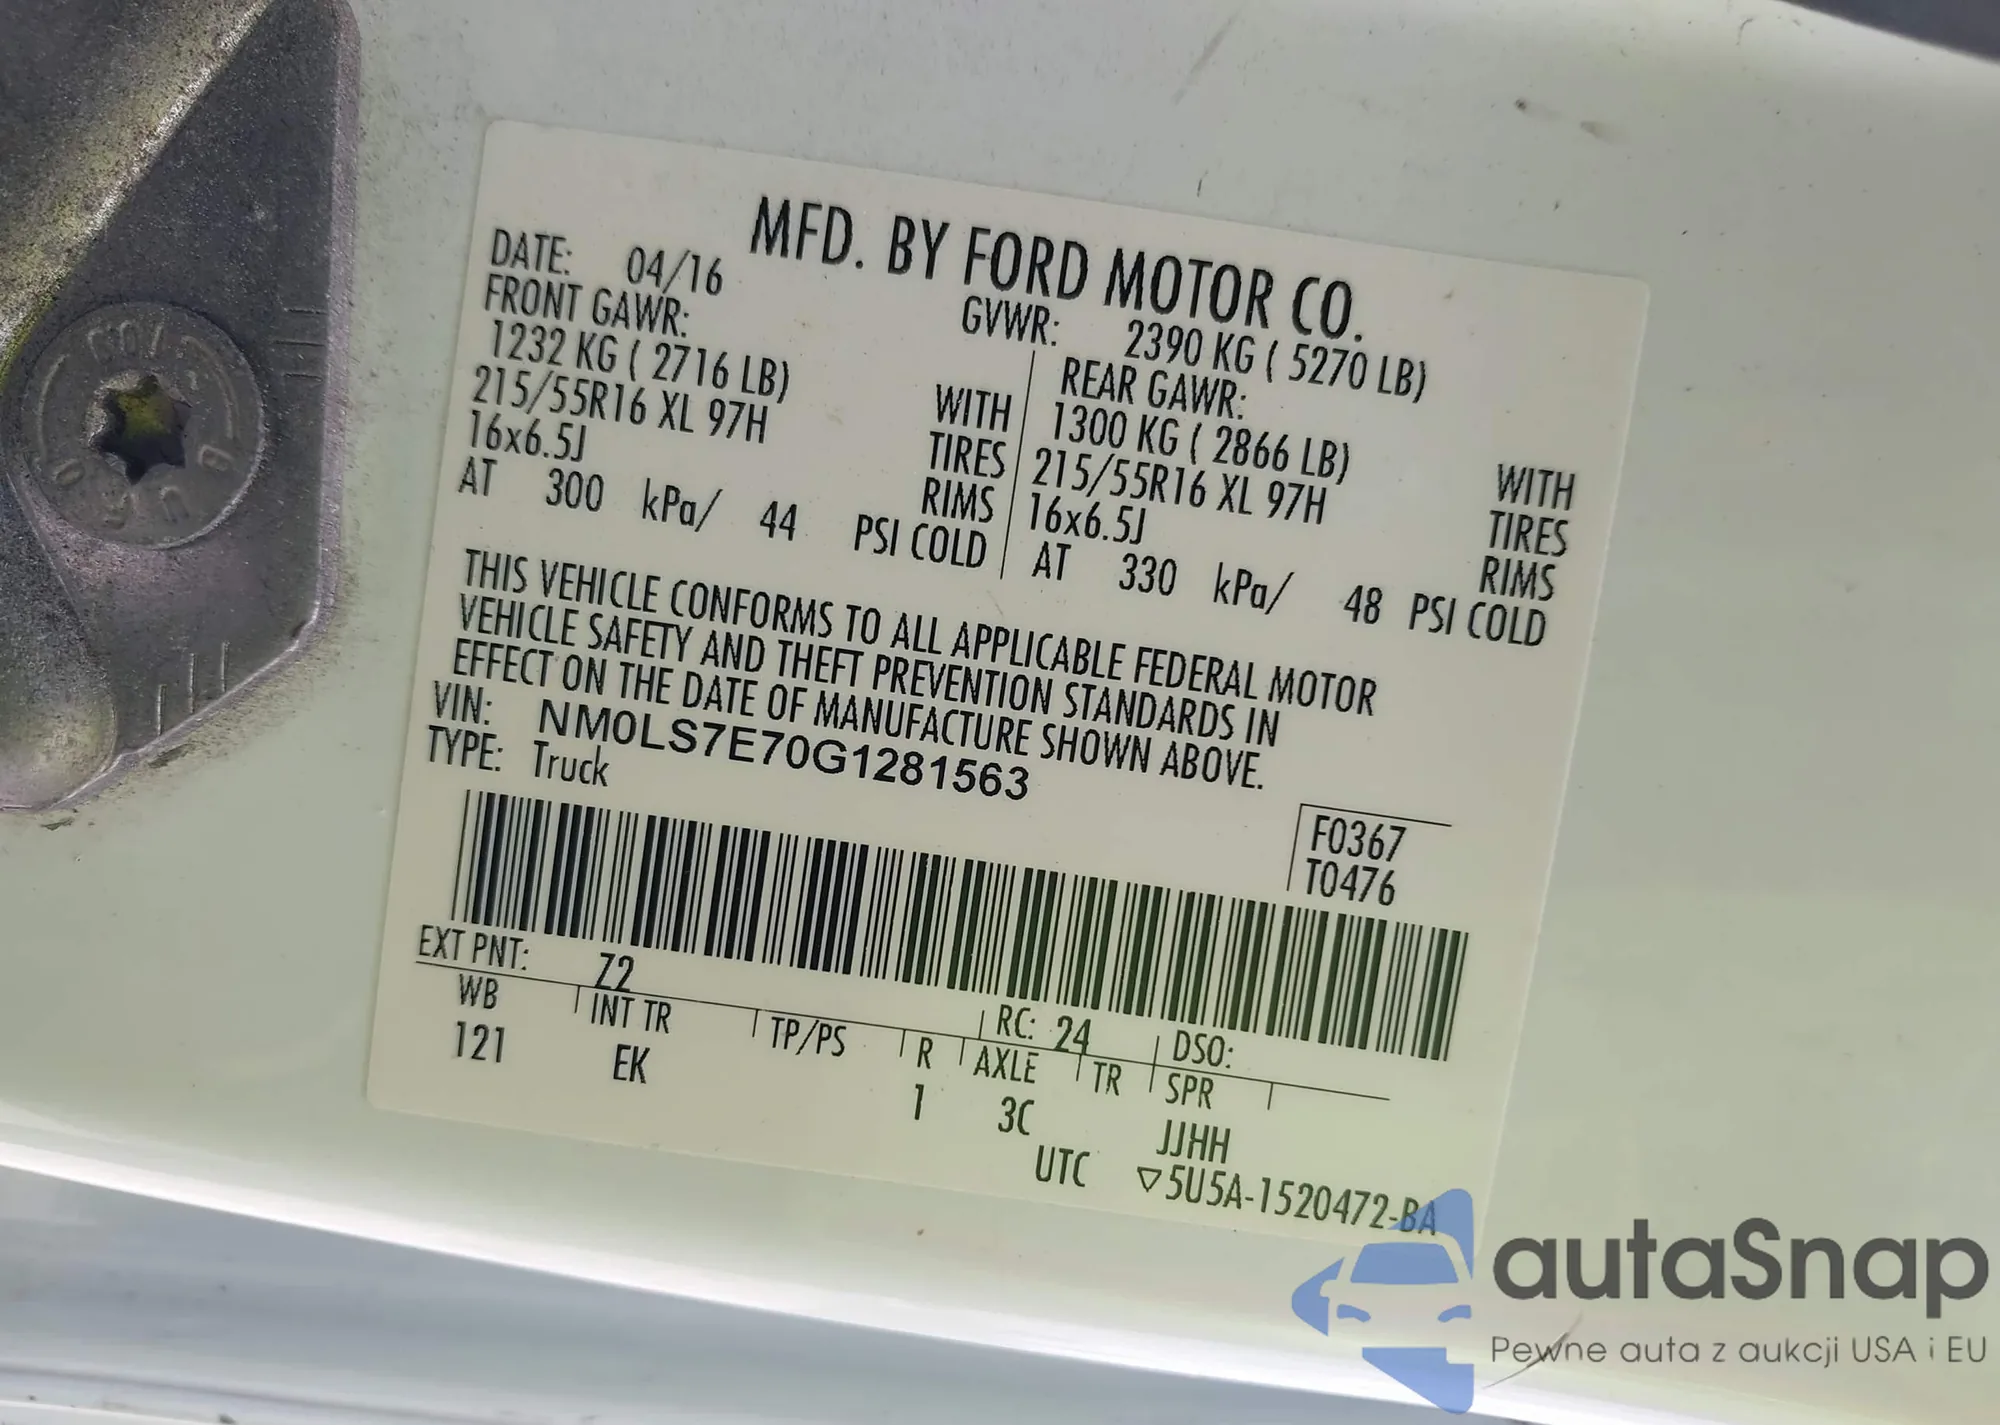 MFD. BY FORD MOTOR CO.
DATE: 04/16 GVWR: 2390 KG ( 5270 LB)
FRONT GAWR: REAR GAWR:
1232 KG ( 2716 LB) WITH 1300 KG ( 2866 LB) WITH
215/55R16 XL 97H TIRES 215/55R16 XL 97H TIRES
16x6.5J RIMS 16x6.5J RIMS
AT 300 kPa/ 44 PSI COLD AT 330 kPa/ 48 PSI COLD
THIS VEHICLE CONFORMS TO ALL APPLICABLE FEDERAL MOTOR
VEHICLE SAFETY AND THEFT PREVENTION STANDARDS IN
EFFECT ON THE DATE OF MANUFACTURE SHOWN ABOVE.
VIN: NM0LS7E70G1281563
TYPE: Truck
F0367
T0476
EXT PNT: Z2 RC: 24 DSO:
WB INT TR TP/PS R AXLE TR SPR
121 EK 1 3C JJHH
UTC ▽5U5A-1520472-BA
autaSnap
Pewne auta z aukcji USA i EU